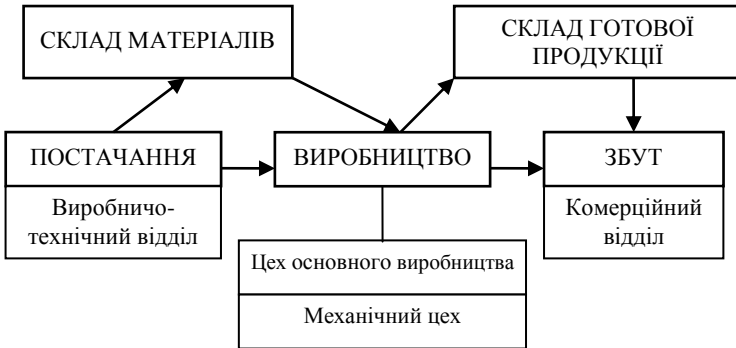 СКЛАД МАТЕРІАЛІВ
СКЛАД ГОТОВОЇ
ПРОДУКЦІЇ
ПОСТАЧАННЯ
ВИРОБНИЦТВО
ЗБУТ
Виробничо-
технічний відділ
Комерційний
відділ
Цех основного виробництва
Механічний цех